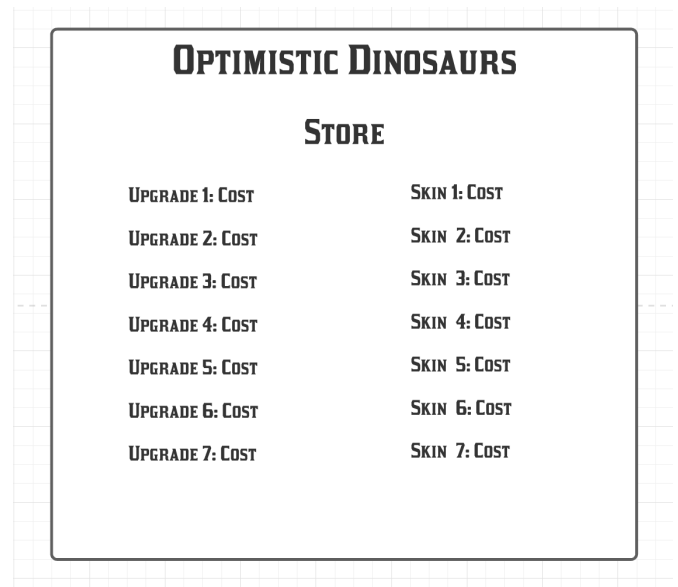 Optimistic Dinosaurs
Store
Upgrade 1: Cost
Upgrade 2: Cost
Upgrade 3: Cost
Upgrade 4: Cost
Upgrade 5: Cost
Upgrade 6: Cost
Upgrade 7: Cost
Skin 1: Cost
Skin 2: Cost
Skin 3: Cost
Skin 4: Cost
Skin 5: Cost
Skin 6: Cost
Skin 7: Cost